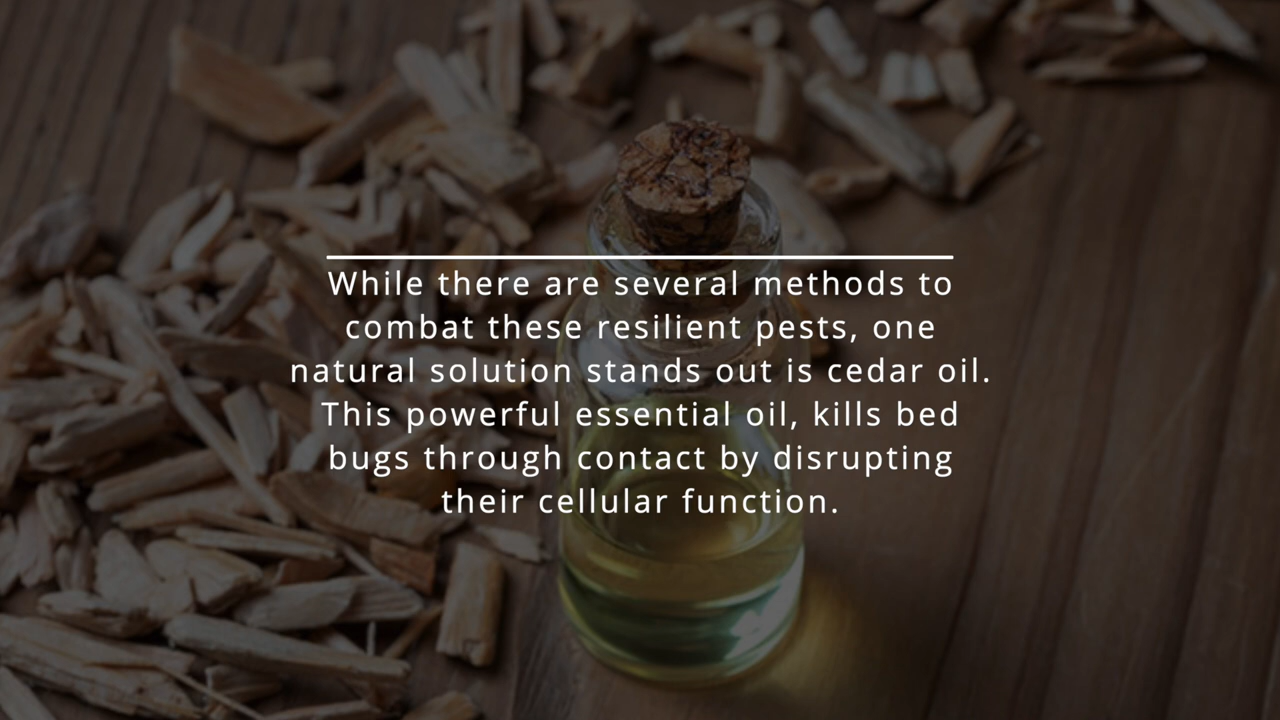 While there are several methods to
combat these resilient pests, one
natural solution stands out is cedar oil.
This powerful essential oil, kills bed
bugs through contact by disrupting
their cellular function.